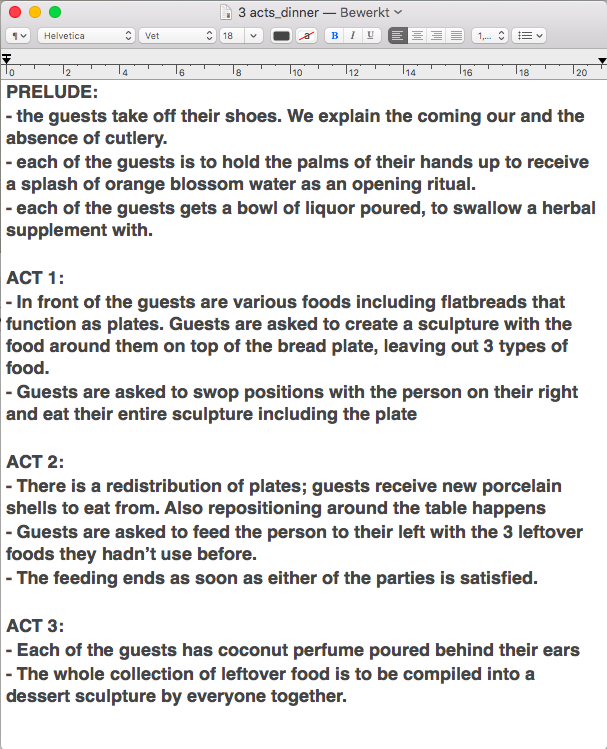 3 acts_dinner — Bewerkt
¶ Helvetica Vet 18 a B I U 1,...
0 2 4 6 8 10 12 14 16 18 20
PRELUDE:
- the guests take off their shoes. We explain the coming our and the
absence of cutlery.
- each of the guests is to hold the palms of their hands up to receive
a splash of orange blossom water as an opening ritual.
- each of the guests gets a bowl of liquor poured, to swallow a herbal
supplement with.
ACT 1:
- In front of the guests are various foods including flatbreads that
function as plates. Guests are asked to create a sculpture with the
food around them on top of the bread plate, leaving out 3 types of
food.
- Guests are asked to swop positions with the person on their right
and eat their entire sculpture including the plate
ACT 2:
- There is a redistribution of plates; guests receive new porcelain
shells to eat from. Also repositioning around the table happens
- Guests are asked to feed the person to their left with the 3 leftover
foods they hadn’t use before.
- The feeding ends as soon as either of the parties is satisfied.
ACT 3:
- Each of the guests has coconut perfume poured behind their ears
- The whole collection of leftover food is to be compiled into a
dessert sculpture by everyone together.